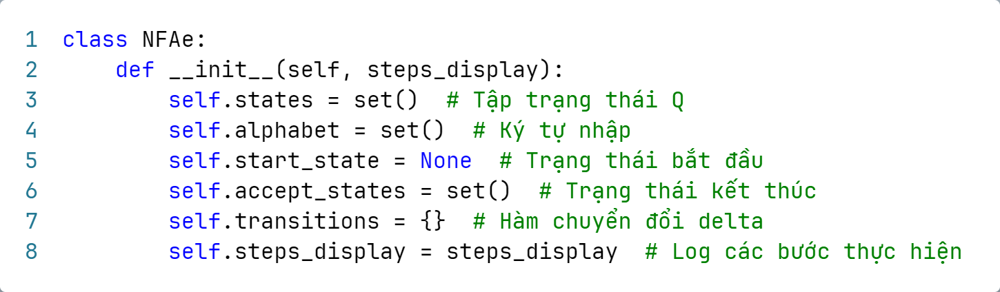 1 class NFAe:
2     def __init__(self, steps_display):
3         self.states = set()  # Tập trạng thái Q
4         self.alphabet = set()  # Ký tự nhập
5         self.start_state = None  # Trạng thái bắt đầu
6         self.accept_states = set()  # Trạng thái kết thúc
7         self.transitions = {}  # Hàm chuyển đổi delta
8         self.steps_display = steps_display  # Log các bước thực hiện